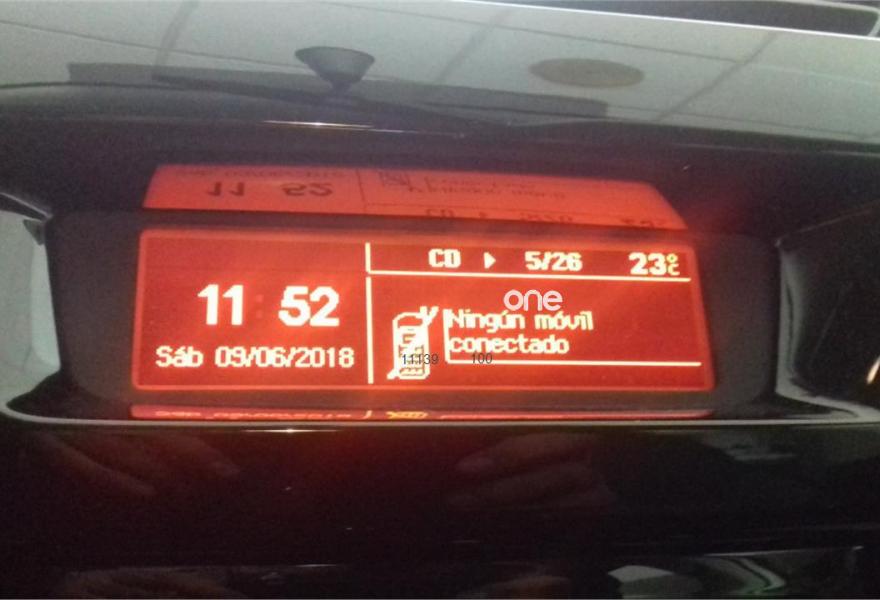 CD 5/26 23°C
11:52
Sáb 09/06/2018
one
Ningún móvil
conectado
11139 100